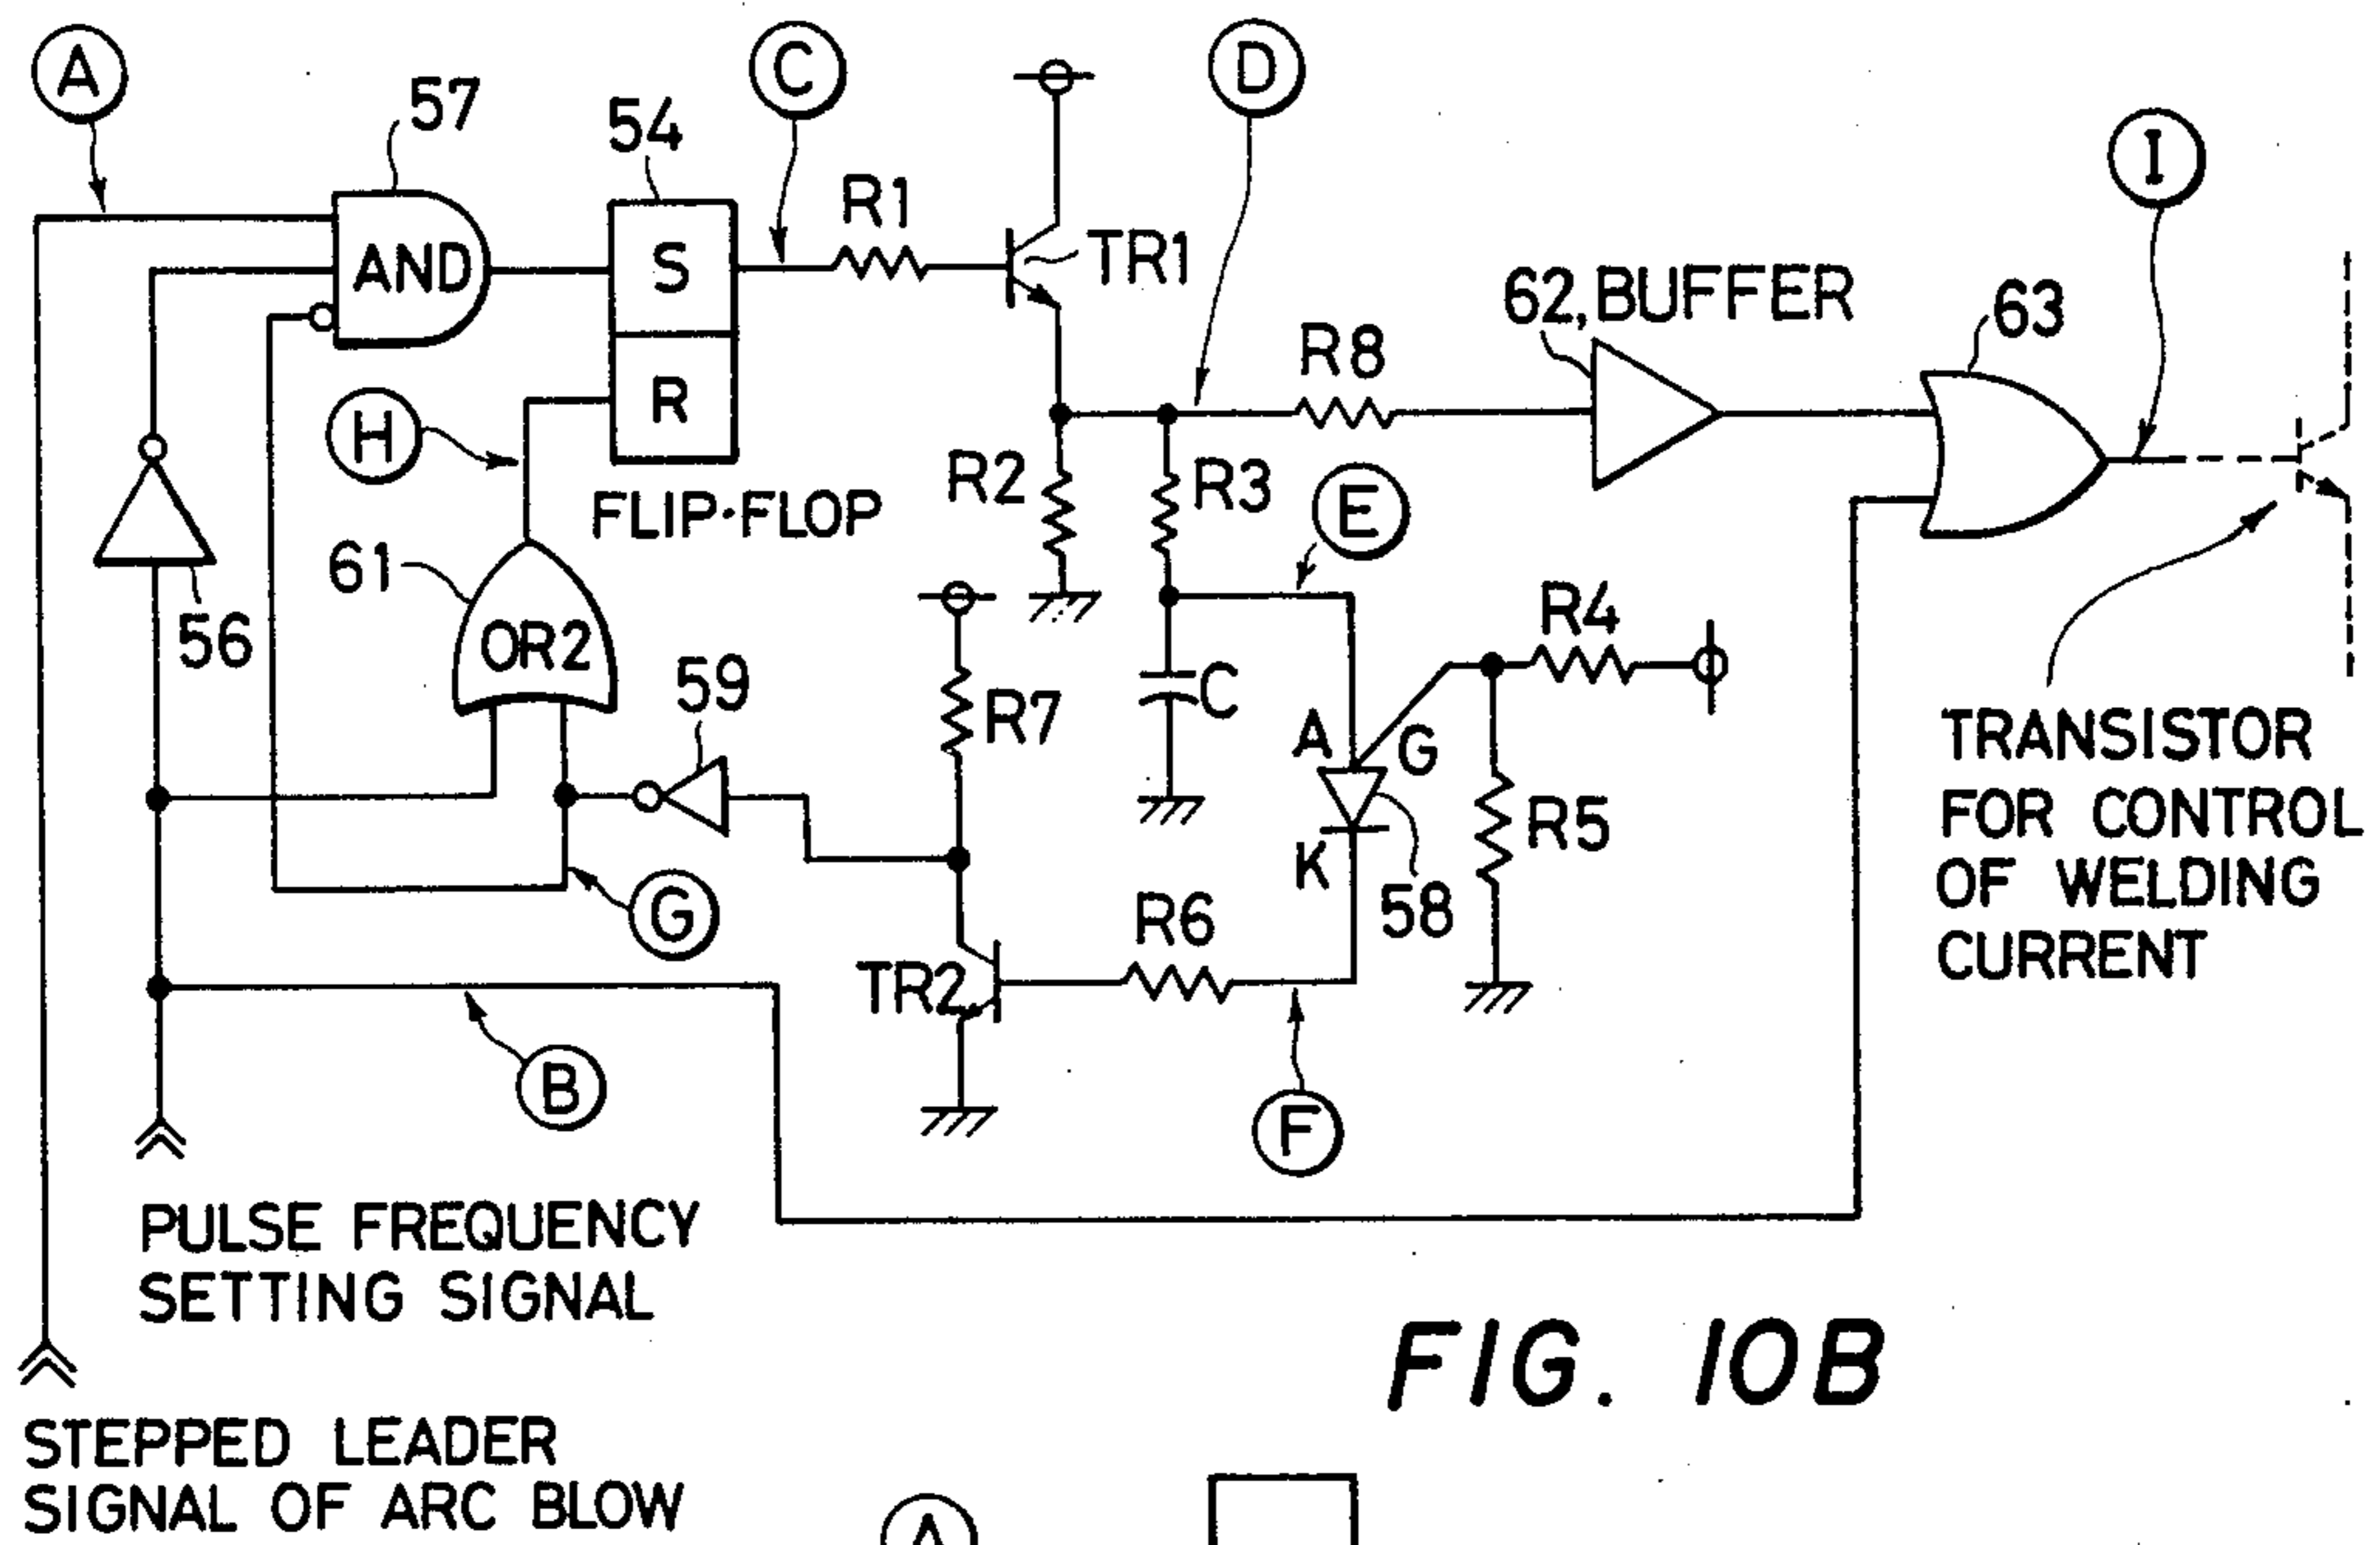 A
57
54
C
D
I
R1
TR1
AND
S
62, BUFFER
63
R8
H
R
R2
R3
E
FLIP·FLOP
61
56
OR2
59
R4
R7
C
A
G
TRANSISTOR
FOR CONTROL
OF WELDING
CURRENT
R5
K
58
G
R6
TR2
B
F
PULSE FREQUENCY
SETTING SIGNAL
FIG. 10B
STEPPED LEADER
SIGNAL OF ARC BLOW
A